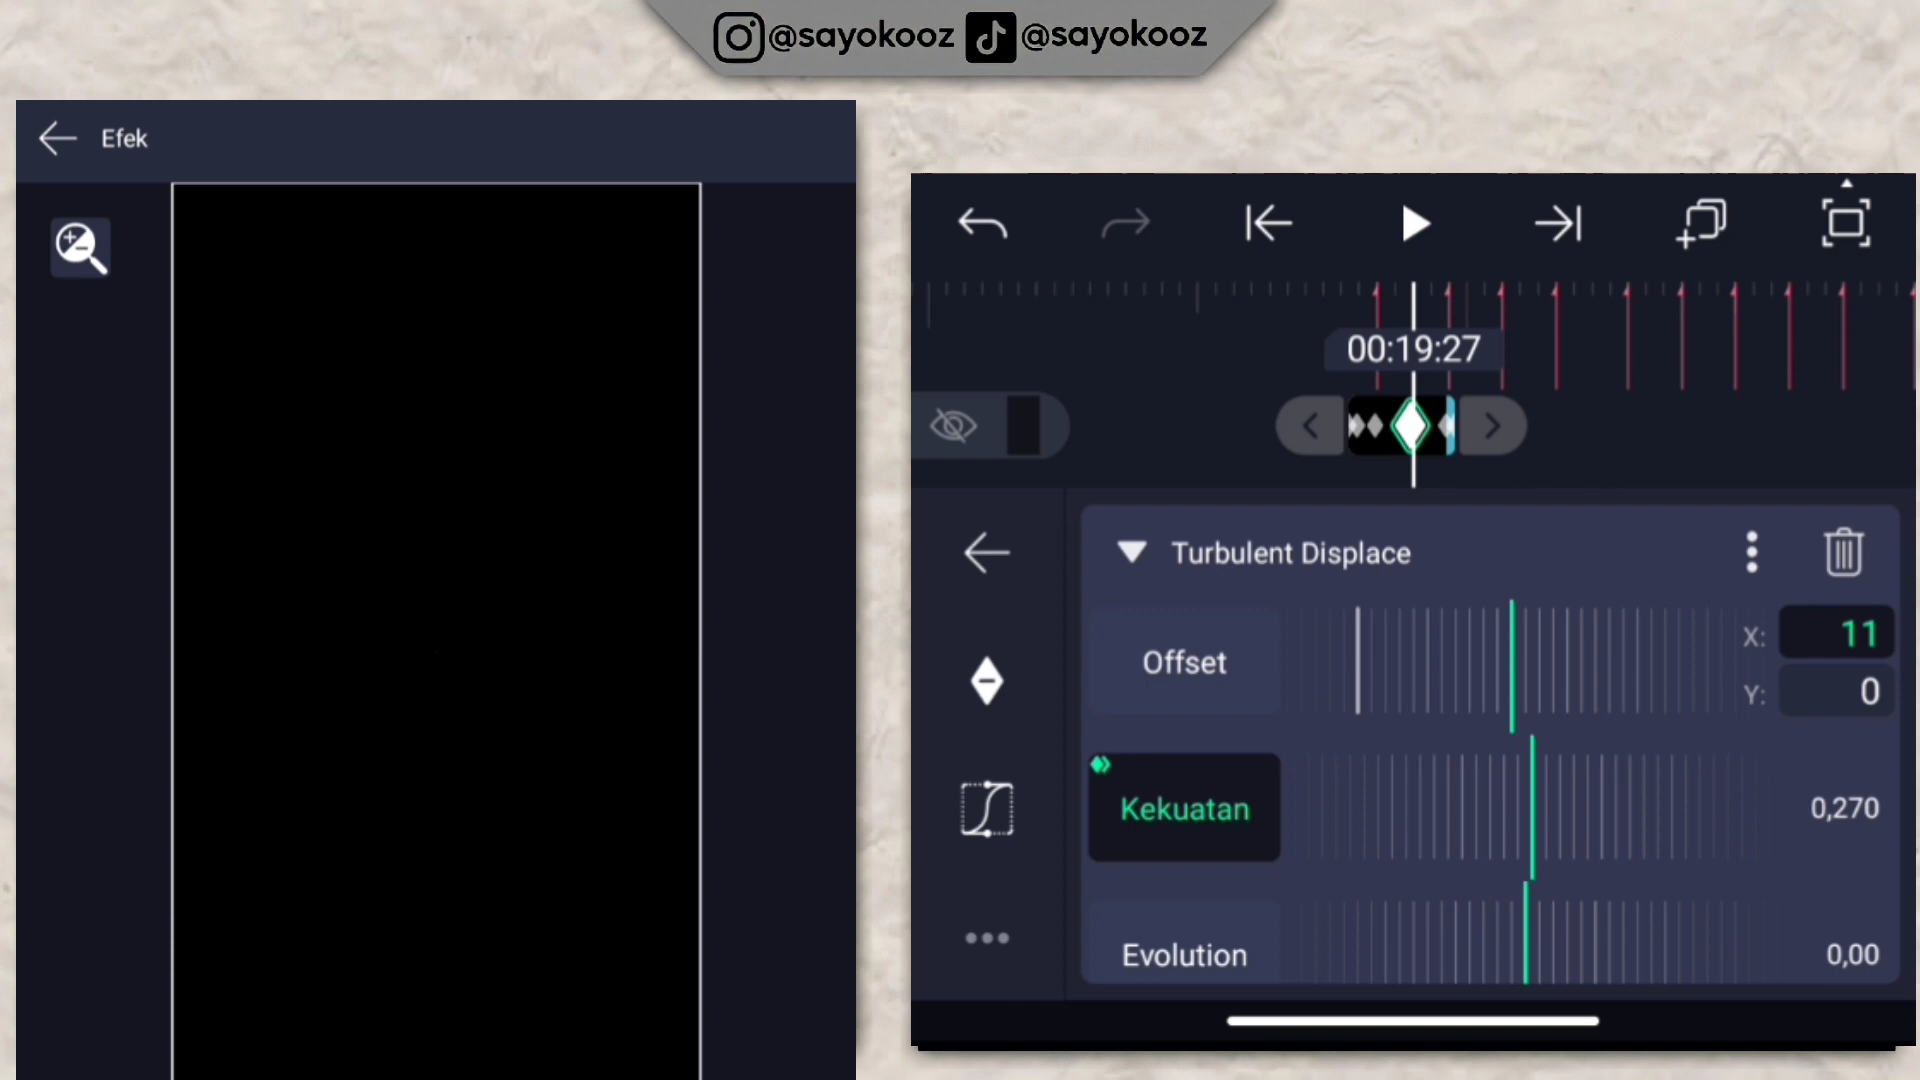 @sayokooz @sayokooz
Efek
00:19:27
Turbulent Displace
Offset
X: 11
Y: 0
Kekuatan
0,270
Evolution
0,00